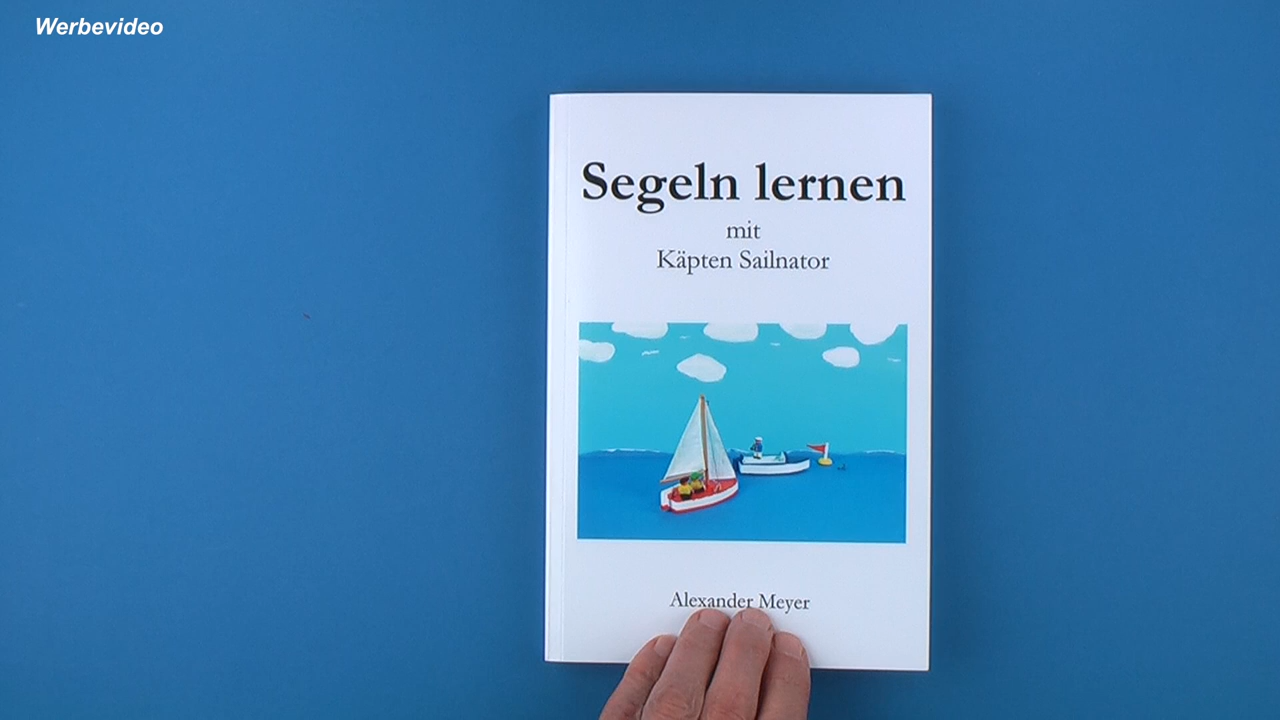 Werbevideo
Segeln lernen
mit
Käpten Sailnator
Alexander Meyer